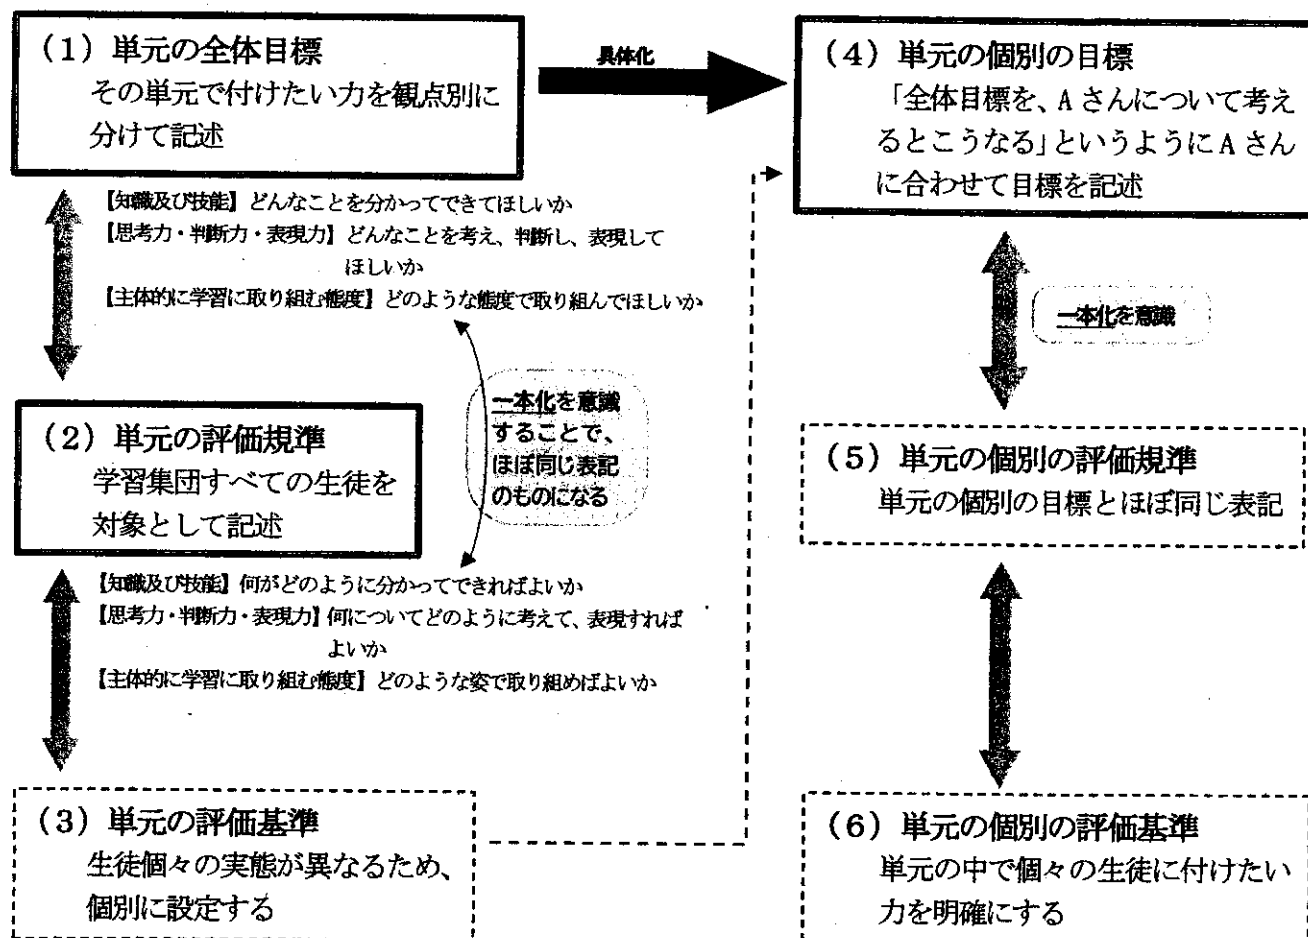 (1) 単元の全体目標
その単元で付けたい力を観点別に
分けて記述
具体化
(4) 単元の個別の目標
「全体目標を、Aさんについて考え
るとこうなる」というようにAさん
に合わせて目標を記述
【知識及び技能】どんなことを分かってできてほしいか
【思考力・判断力・表現力】どんなことを考え、判断し、表現して
ほしいか
【主体的に学習に取り組む態度】どのような態度で取り組んでほしいか
一本化を意識
することで、
ほぼ同じ表記
のものになる
一本化を意識
(2) 単元の評価規準
学習集団すべての生徒を
対象として記述
(5) 単元の個別の評価規準
単元の個別の目標とほぼ同じ表記
【知識及び技能】何がどのように分かってできればよいか
【思考力・判断力・表現力】何についてどのように考えて、表現すれば
よいか
【主体的に学習に取り組む態度】どのような姿で取り組めばよいか
(3) 単元の評価基準
生徒個々の実態が異なるため、
個別に設定する
(6) 単元の個別の評価基準
単元の中で個々の生徒に付けたい
力を明確にする